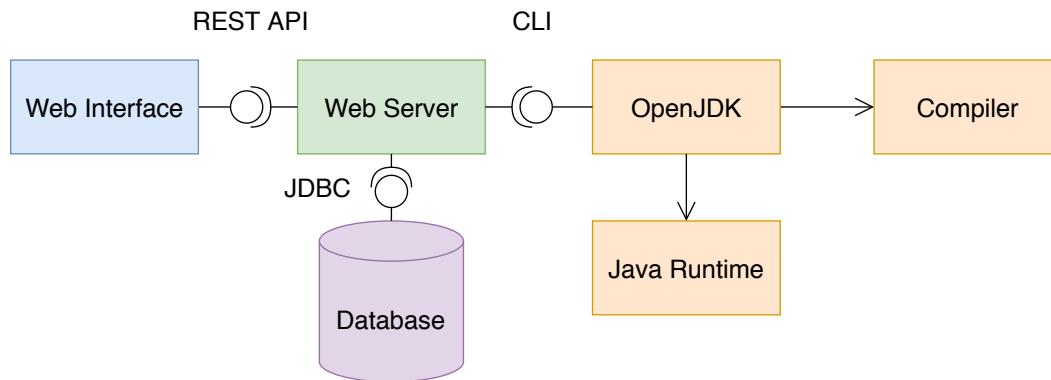 REST API
CLI
Web Interface
Web Server
OpenJDK
Compiler
JDBC
Java Runtime
Database